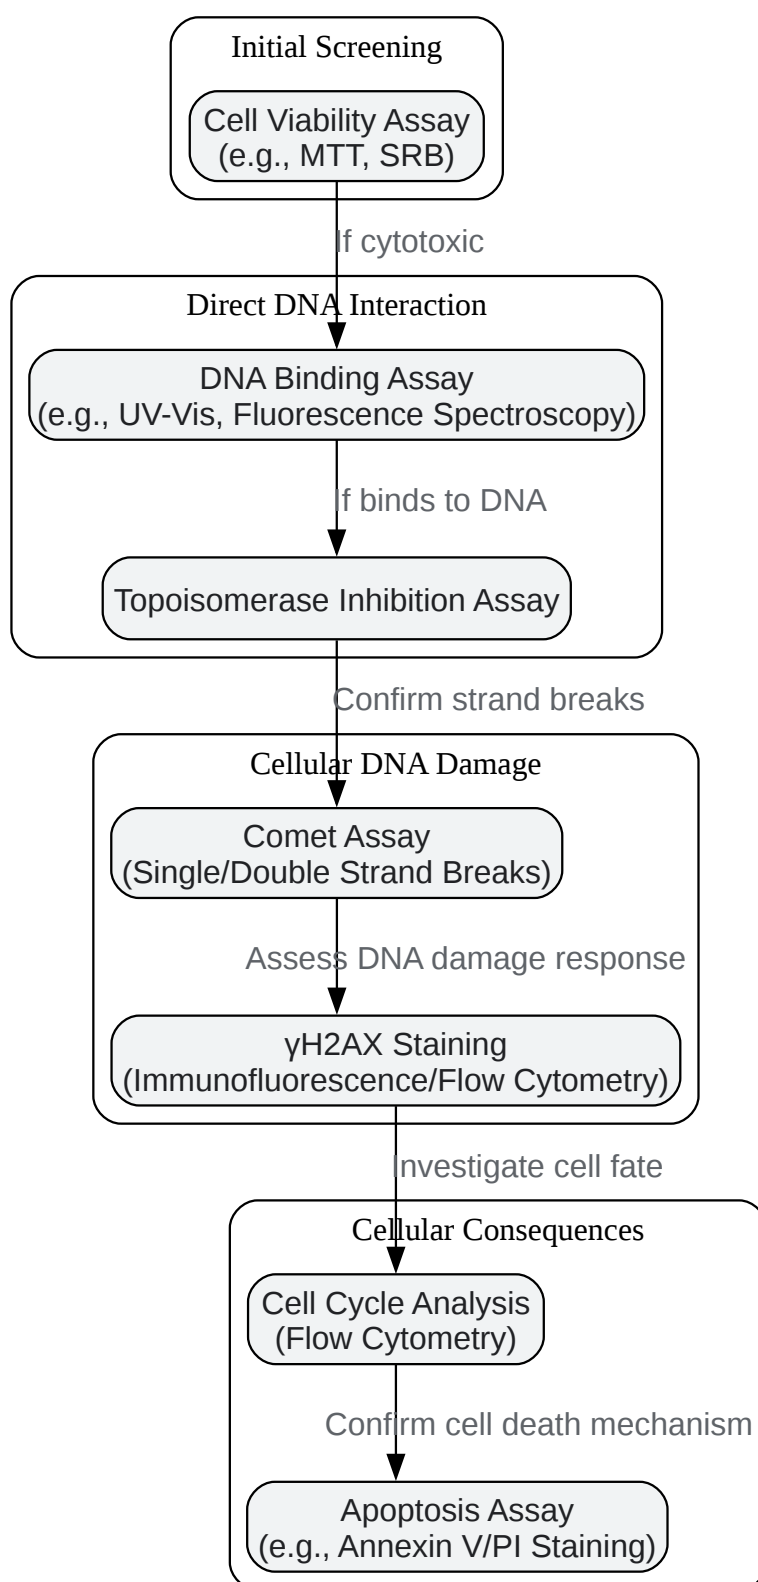 Initial Screening
Cell Viability Assay
(e.g., MTT, SRB)
If cytotoxic
Direct DNA Interaction
DNA Binding Assay
(e.g., UV-Vis, Fluorescence Spectroscopy)
If binds to DNA
Topoisomerase Inhibition Assay
Confirm strand breaks
Cellular DNA Damage
Comet Assay
(Single/Double Strand Breaks)
Assess DNA damage response
γH2AX Staining
(Immunofluorescence/Flow Cytometry)
Investigate cell fate
Cellular Consequences
Cell Cycle Analysis
(Flow Cytometry)
Confirm cell death mechanism
Apoptosis Assay
(e.g., Annexin V/PI Staining)